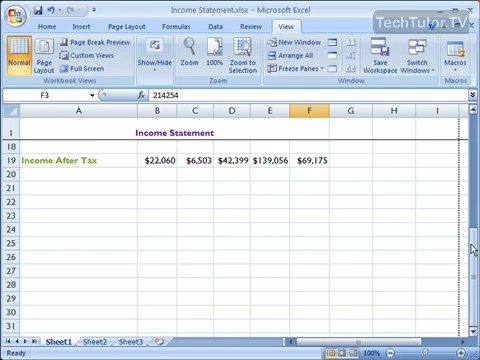 Income Statement.xlsx - Microsoft Excel
TechTutor.TV
Home Insert Page Layout Formulas Data Review View
Normal Page Layout Page Break Preview Custom Views Full Screen
Workbook Views
Show/Hide
Zoom 100% Zoom to Selection
Zoom
New Window Arrange All Freeze Panes
Save Workspace Switch Windows
Window
Macros
Macros
F3 fx 214254
A B C D E F G H I
1 Income Statement
18
19 Income After Tax $22,060 $6,503 $42,399 $139,056 $69,175
20
21
22
23
24
25
26
27
28
29
30
31
Sheet1 Sheet2 Sheet3
Ready 100%